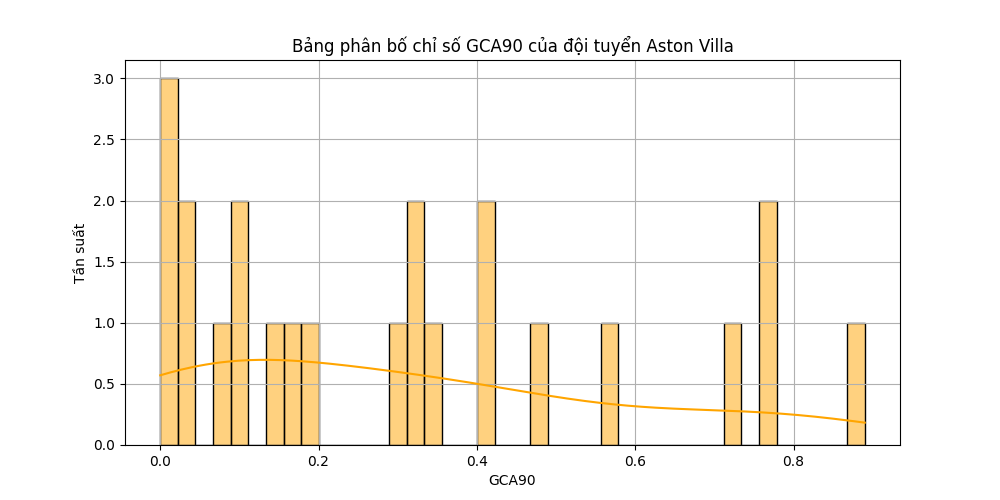 Bảng phân bố chỉ số GCA90 của đội tuyển Aston Villa
3.0
2.5
2.0
1.5
1.0
0.5
0.0
Tần suất
0.0 0.2 0.4 0.6 0.8
GCA90